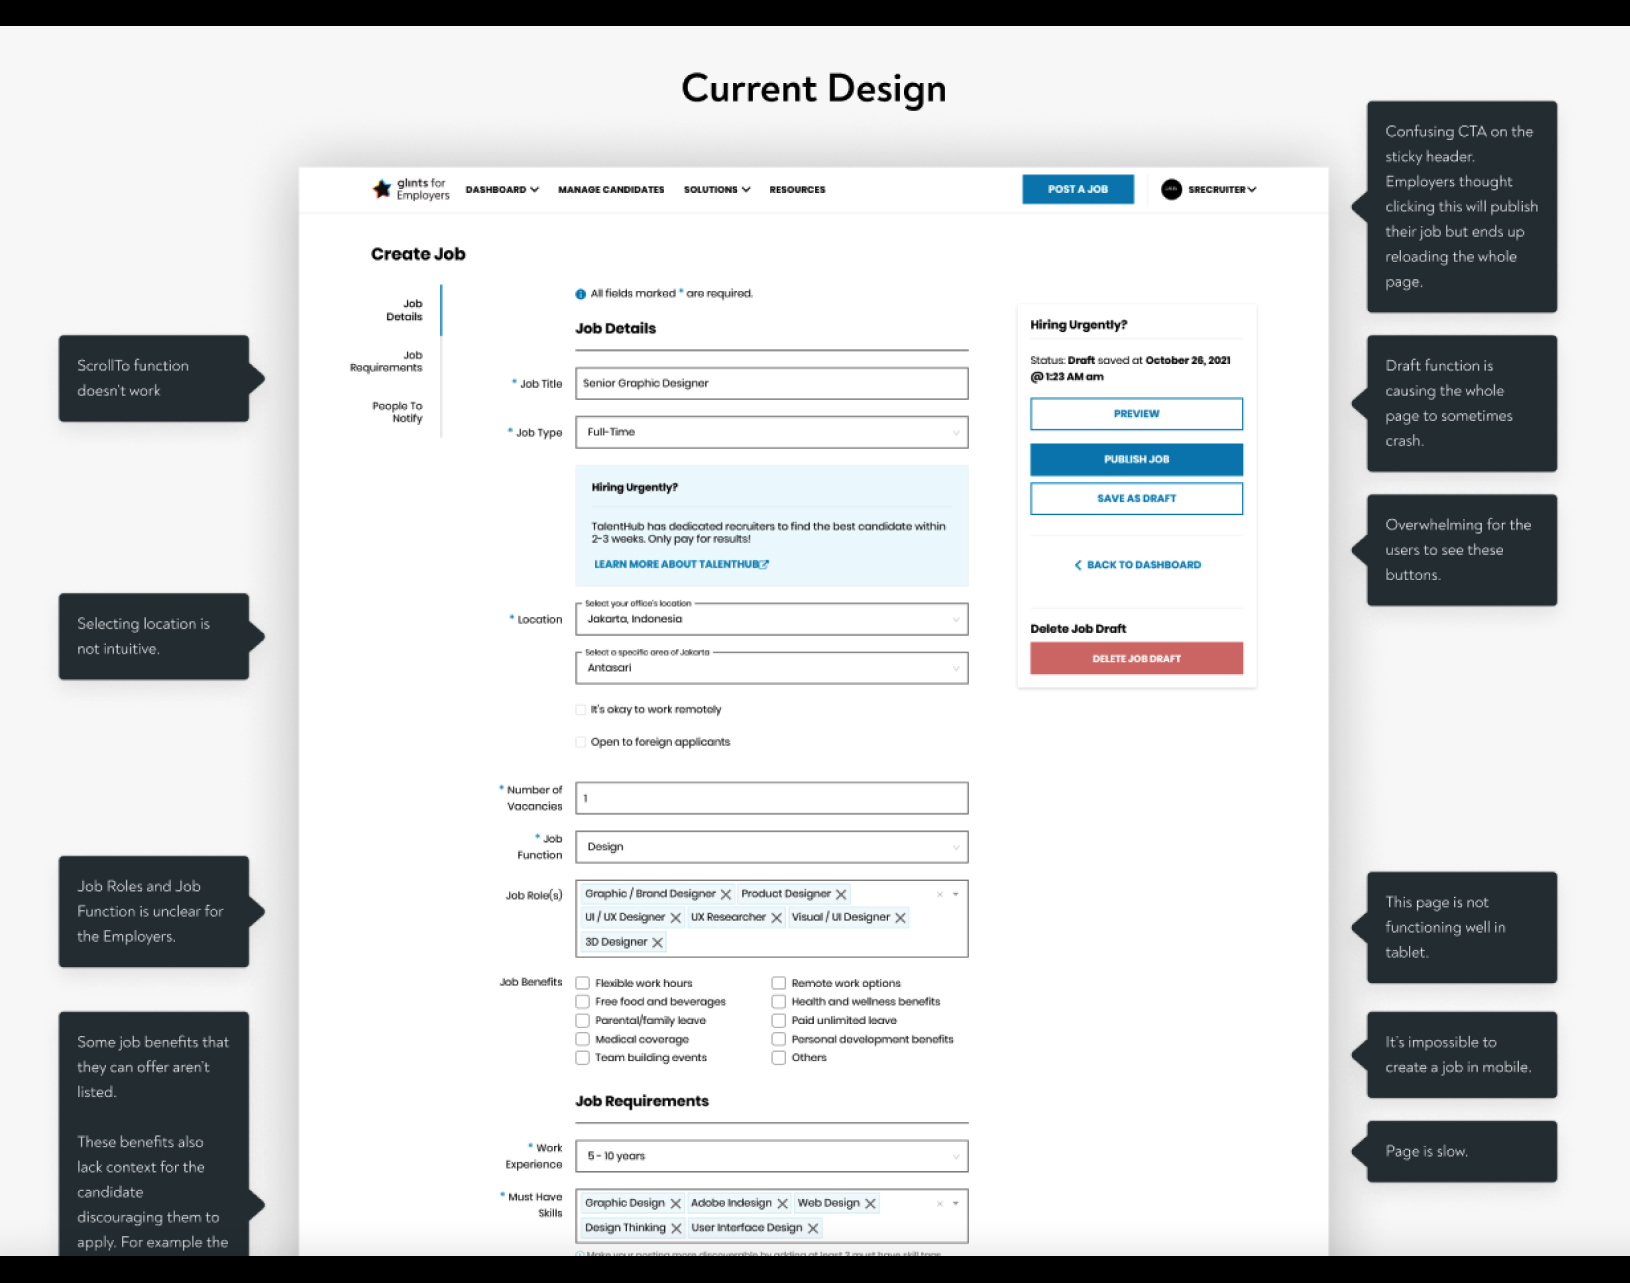 Current Design
glints for
Employers
DASHBOARD
MANAGE CANDIDATES
SOLUTIONS
RESOURCES
POST A JOB
SRECRUITER
Create Job
Job
Details
Job
Requirements
People To
Notify
All fields marked * are required.
Job Details
* Job Title
Senior Graphic Designer
* Job Type
Full-Time
Hiring Urgently?
TalentHub has dedicated recruiters to find the best candidate within
2-3 weeks. Only pay for results!
LEARN MORE ABOUT TALENTHUB
* Location
Select your office's location
Jakarta, Indonesia
Select a specific area of Jakarta
Antasari
It's okay to work remotely
Open to foreign applicants
* Number of
Vacancies
1
* Job
Function
Design
Job Role(s)
Graphic / Brand Designer
Product Designer
UI / UX Designer
UX Researcher
Visual / UI Designer
3D Designer
Job Benefits
Flexible work hours
Remote work options
Free food and beverages
Health and wellness benefits
Parental/family leave
Paid unlimited leave
Medical coverage
Personal development benefits
Team building events
Others
Job Requirements
* Work
Experience
5 - 10 years
* Must Have
Skills
Graphic Design
Adobe Indesign
Web Design
Design Thinking
User Interface Design
Make your posting more discoverable by adding at least 3 must have skill tags
Hiring Urgently?
Status: Draft saved at October 26, 2021
@ 1:23 AM am
PREVIEW
PUBLISH JOB
SAVE AS DRAFT
BACK TO DASHBOARD
Delete Job Draft
DELETE JOB DRAFT
ScrollTo function
doesn't work
Selecting location is
not intuitive.
Job Roles and Job
Function is unclear for
the Employers.
Some job benefits that
they can offer aren't
listed.
These benefits also
lack context for the
candidate
discouraging them to
apply. For example the
Confusing CTA on the
sticky header.
Employers thought
clicking this will publish
their job but ends up
reloading the whole
page.
Draft function is
causing the whole
page to sometimes
crash.
Overwhelming for the
users to see these
buttons.
This page is not
functioning well in
tablet.
It's impossible to
create a job in mobile.
Page is slow.